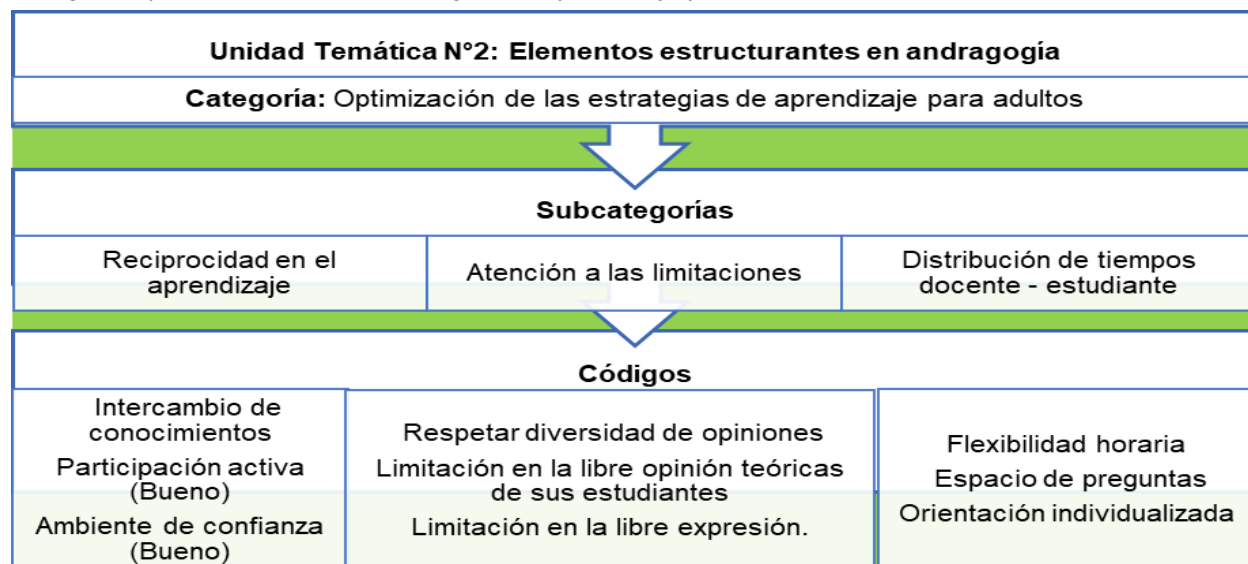 Unidad Temática N°2: Elementos estructurantes en andragogía
Categoría: Optimización de las estrategias de aprendizaje para adultos
Subcategorías
Reciprocidad en el
aprendizaje
Atención a las limitaciones
Distribución de tiempos
docente - estudiante
Códigos
Intercambio de
conocimientos
Participación activa
(Bueno)
Ambiente de confianza
(Bueno)
Respetar diversidad de opiniones
Limitación en la libre opinión teóricas
de sus estudiantes
Limitación en la libre expresión.
Flexibilidad horaria
Espacio de preguntas
Orientación individualizada